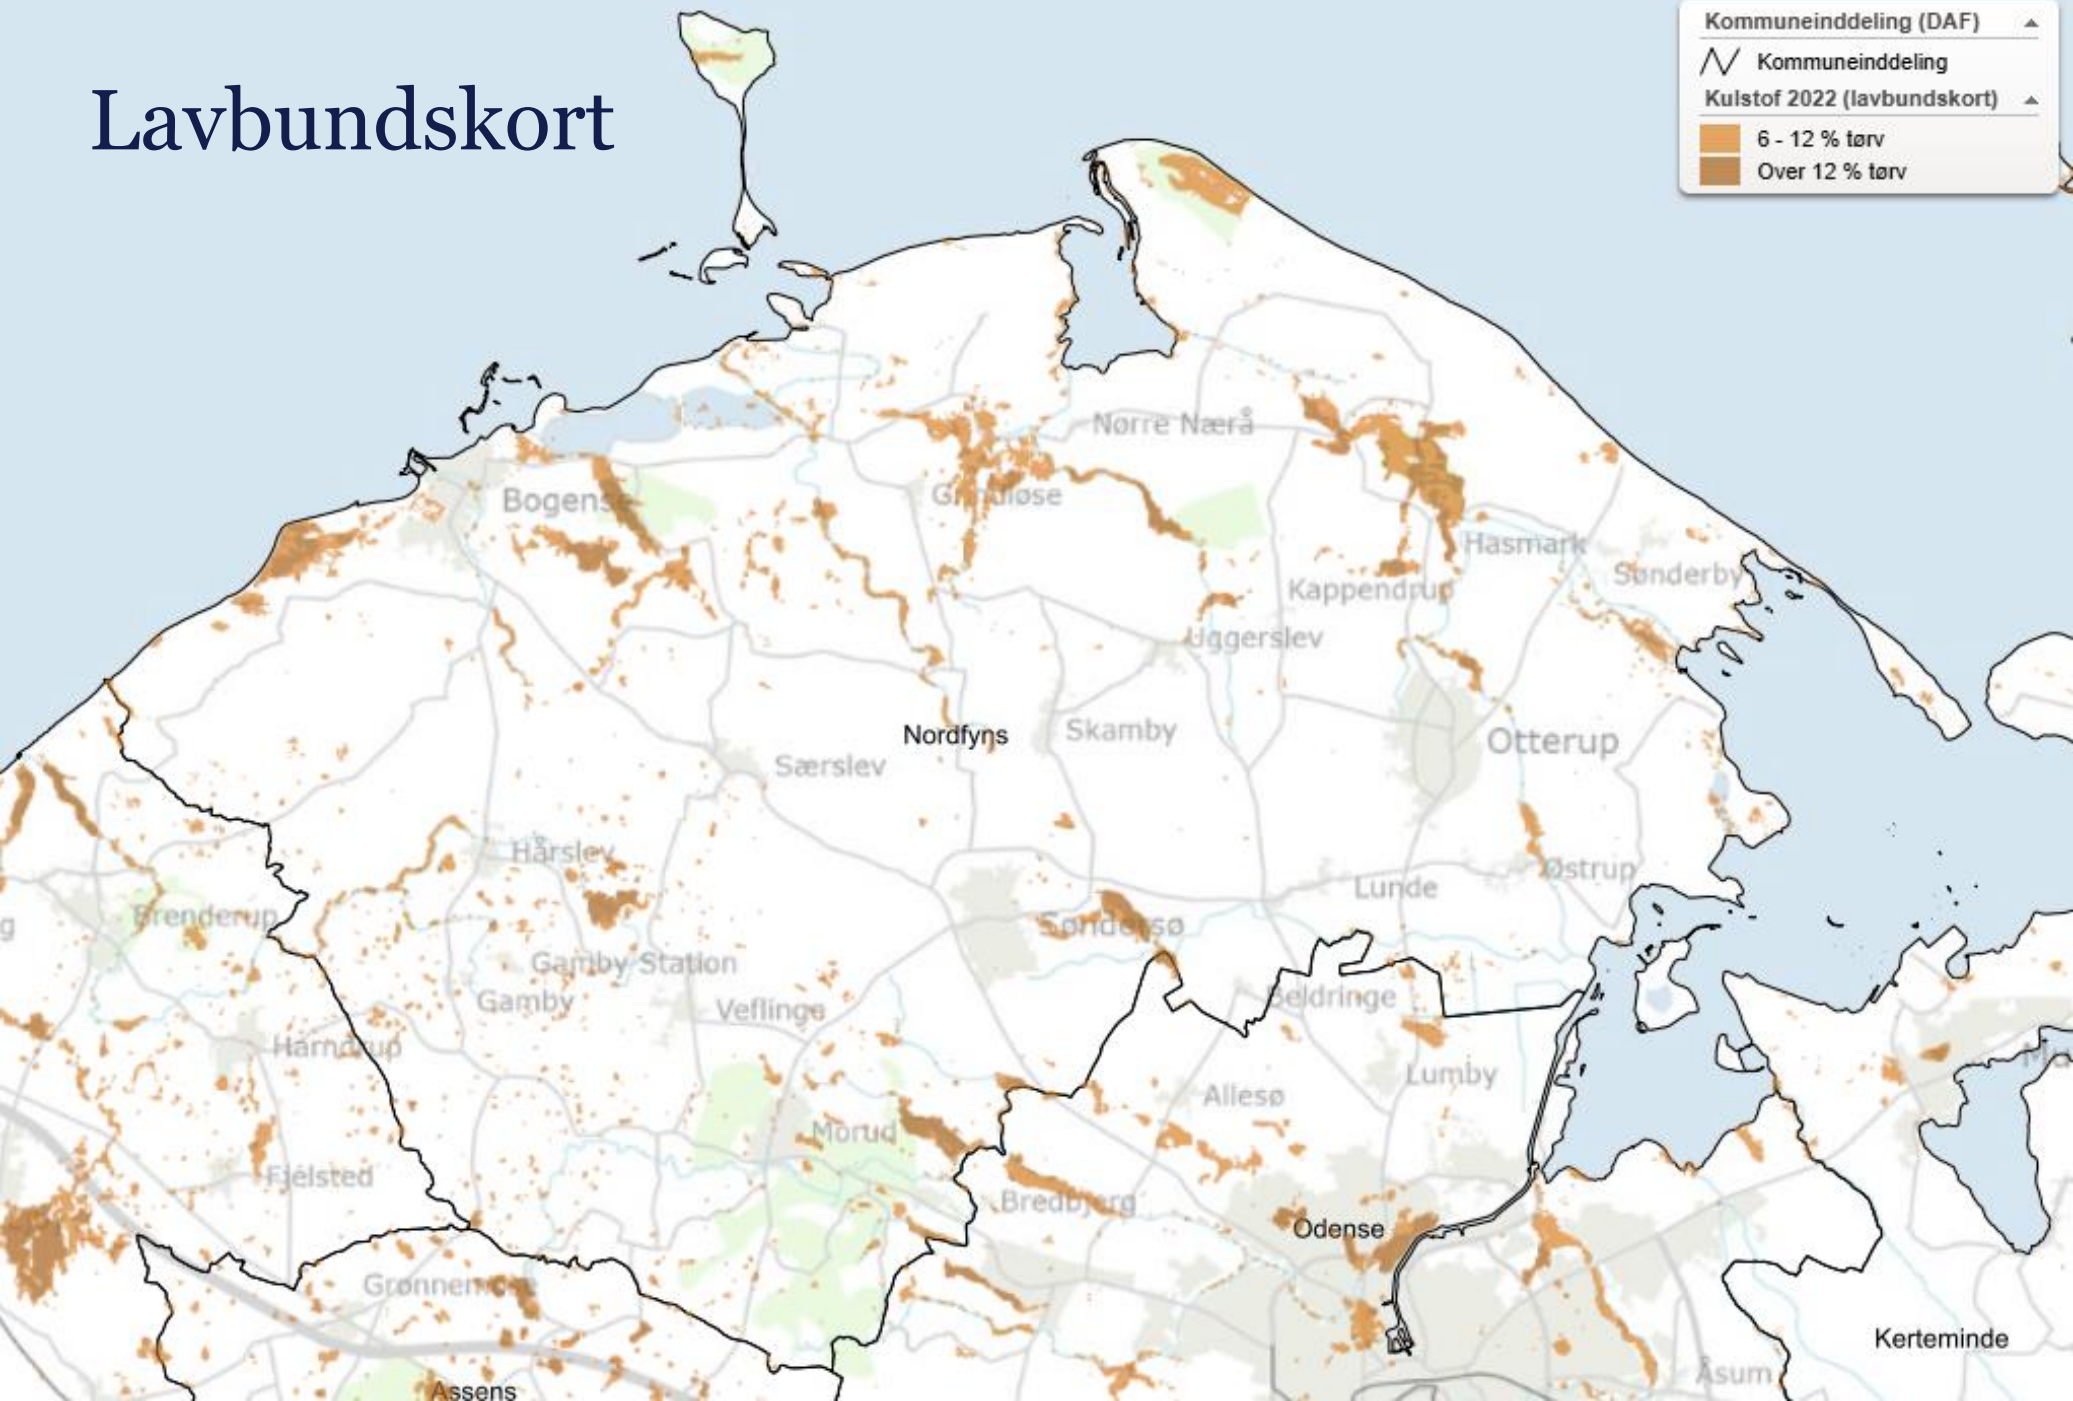 Lavbundskort
Kommuneinddeling (DAF)
Kommuneinddeling
Kulstof 2022 (lavbundskort)
6 - 12 % tørv
Over 12 % tørv
Nørre Nærå
Bogense
Hasmark
Sønderby
Kappendrup
Uggerslev
Nordfyns
Skamby
Otterup
Særslev
Hårslev
Østrup
Lunde
Brenderup
Søndersø
Gamby Station
Gamby
Veflinge
Beldringe
Harndrup
Lumby
Allesø
Morud
Fjelsted
Bredbjerg
Odense
Kerteminde
Åsum
Assens